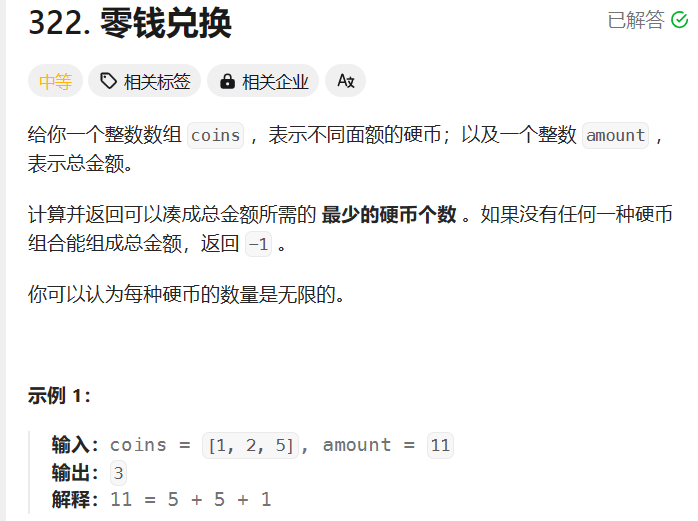 322. 零钱兑换
已解答
中等 相关标签 相关企业
给你一个整数数组 coins ，表示不同面额的硬币；以及一个整数 amount ，
表示总金额。
计算并返回可以凑成总金额所需的 最少的硬币个数 。如果没有任何一种硬币
组合能组成总金额，返回 -1 。
你可以认为每种硬币的数量是无限的。
示例 1：
输入：coins = [1, 2, 5], amount = 11
输出：3
解释：11 = 5 + 5 + 1